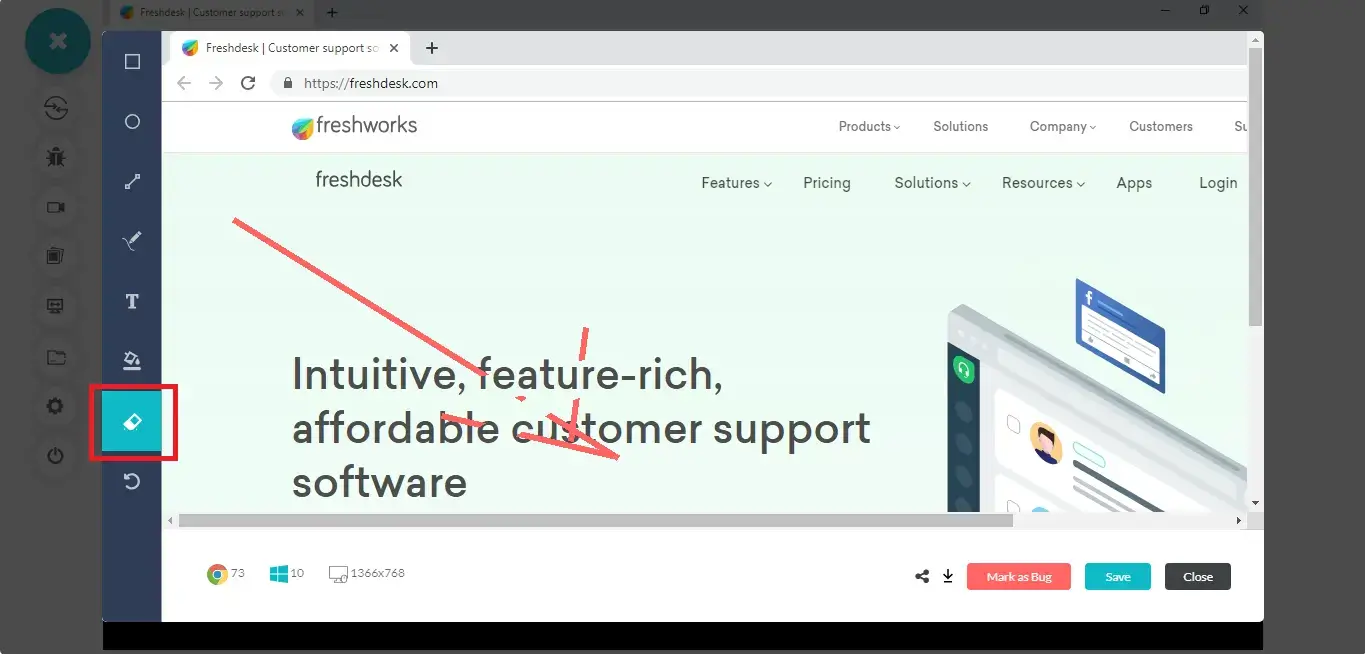 Freshdesk | Customer support s
Freshdesk | Customer support so
https://freshdesk.com
freshworks
Products
Solutions
Company
Customers
Su
freshdesk
Features
Pricing
Solutions
Resources
Apps
Login
T
f
Intuitive, feature-rich,
affordable customer support
software
73
10
1366x768
Mark as Bug
Save
Close